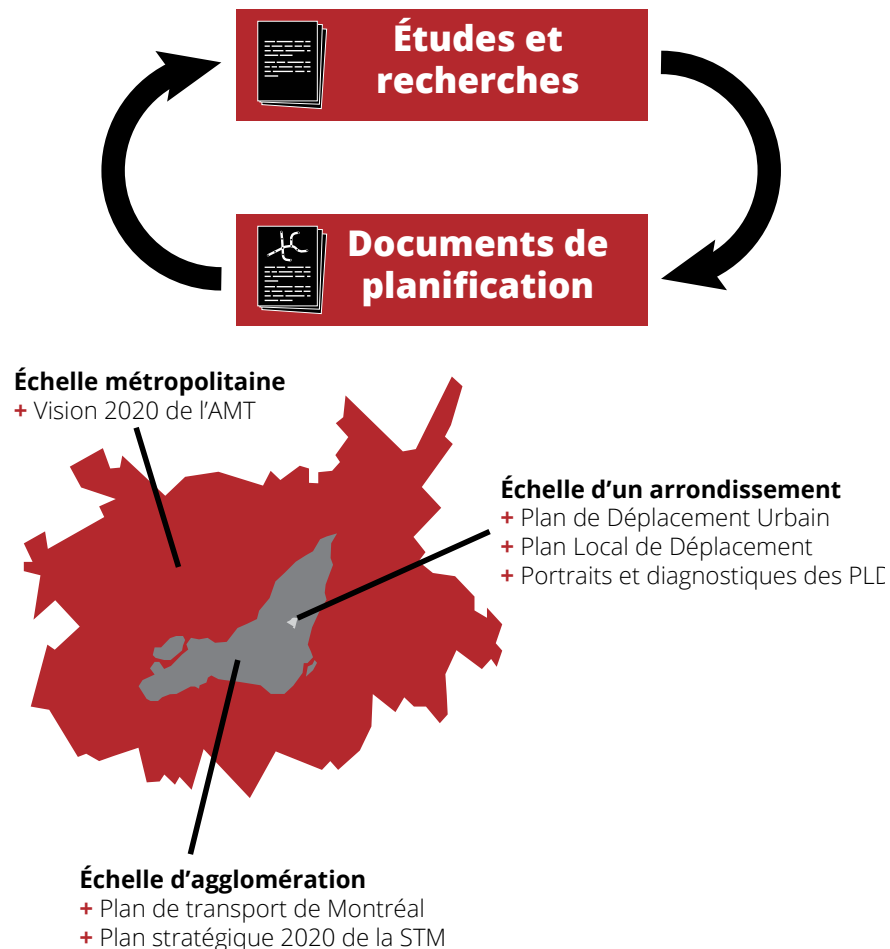 Études et
recherches
Documents de
planification
Échelle métropolitaine
+ Vision 2020 de l’AMT
Échelle d’un arrondissement
+ Plan de Déplacement Urbain
+ Plan Local de Déplacement
+ Portraits et diagnostiques des PLD
Échelle d’agglomération
+ Plan de transport de Montréal
+ Plan stratégique 2020 de la STM